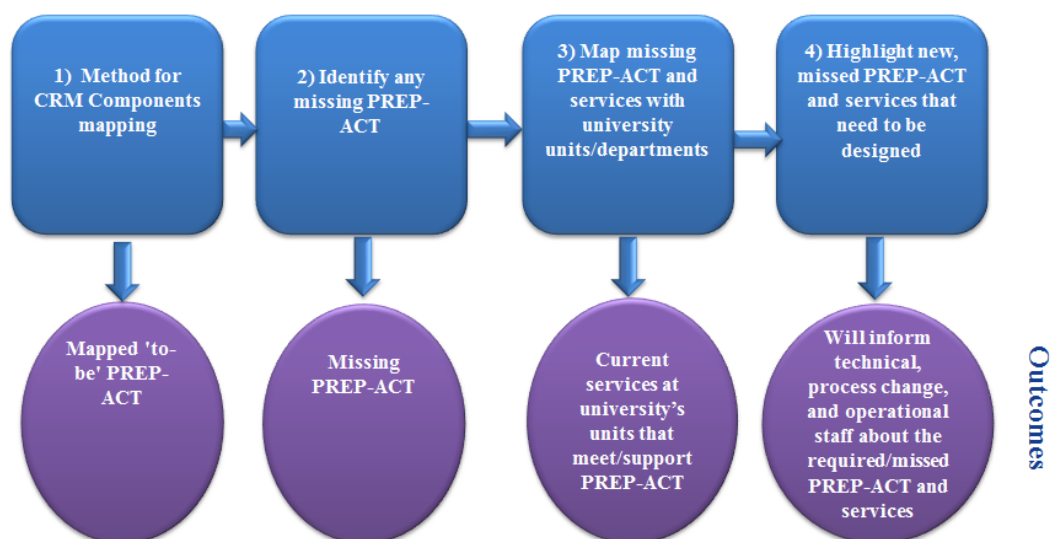 1) Method for
CRM Components
mapping
2) Identify any
missing PREP-
ACT
3) Map missing
PREP-ACT and
services with
university
units/departments
4) Highlight new,
missed PREP-ACT
and services that
need to be
designed
Mapped 'to-
be' PREP-
ACT
Missing
PREP-ACT
Current
services at
university’s
units that
meet/support
PREP-ACT
Will inform
technical,
process change,
and operational
staff about the
required/missed
PREP-ACT and
services
Outcomes